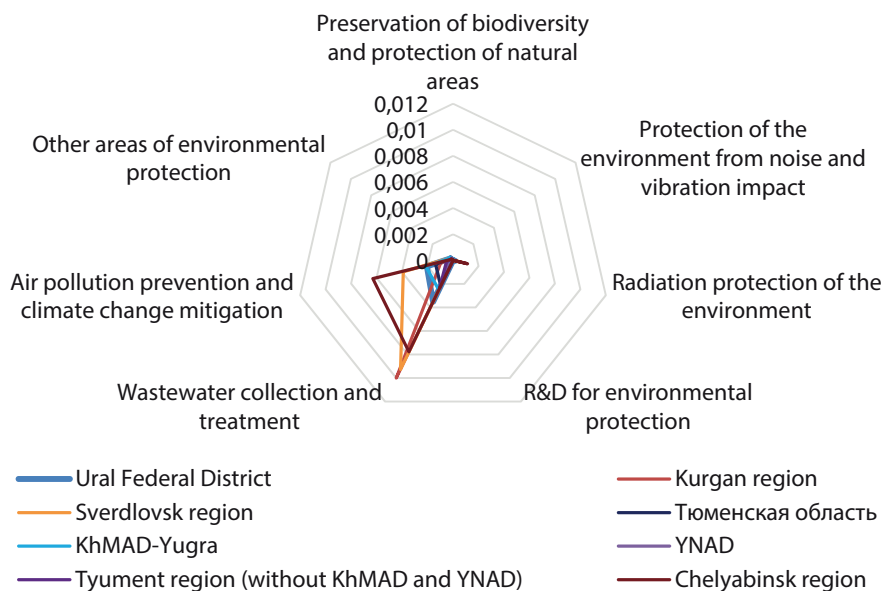 Preservation of biodiversity
and protection of natural
areas
0,012
0,01
0,008
0,006
0,004
0,002
0
Other areas of environmental
protection
Protection of the
environment from noise and
vibration impact
Air pollution prevention and
climate change mitigation
Radiation protection of the
environment
Wastewater collection and
treatment
R&D for environmental
protection
Ural Federal District
Kurgan region
Sverdlovsk region
Тюменская область
KhMAD-Yugra
YNAD
Tyument region (without KhMAD and YNAD)
Chelyabinsk region